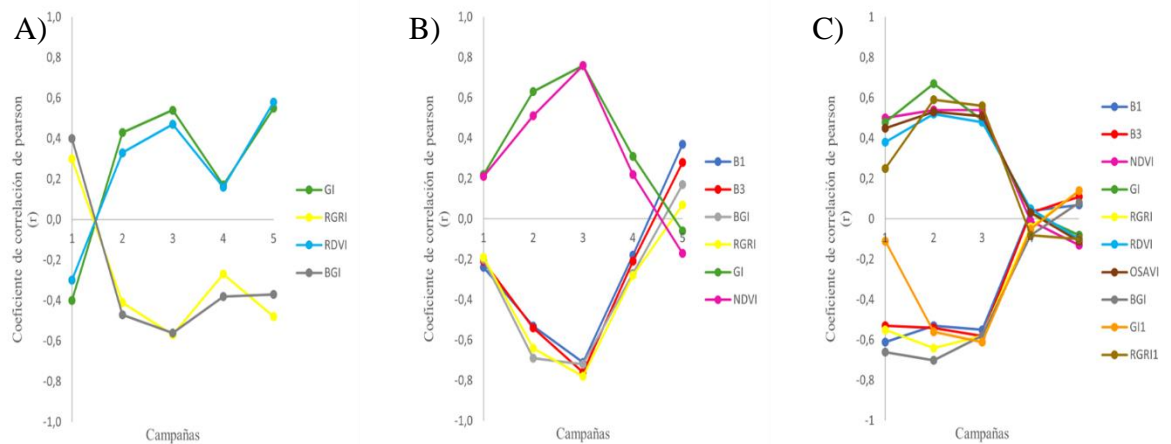 A)
Coeficiente de correlación de pearson
(r)
1,0
0,8
0,6
0,4
0,2
0,0
-0,2
-0,4
-0,6
-0,8
-1,0
1
2
3
4
5
Campañas
GI
RGRI
RDVI
BGI
B)
Coeficiente de correlación de pearson
(r)
1,0
0,8
0,6
0,4
0,2
0,0
-0,2
-0,4
-0,6
-0,8
-1,0
1
2
3
4
5
Campañas
B1
B3
BGI
RGRI
GI
NDVI
C)
Coeficiente de correlación de pearson
(r)
1
0,8
0,6
0,4
0,2
0
-0,2
-0,4
-0,6
-0,8
-1
1
2
3
Campañas
B1
B3
NDVI
GI
RGRI
RDVI
OSAVI
BGI
GI1
RGRI1